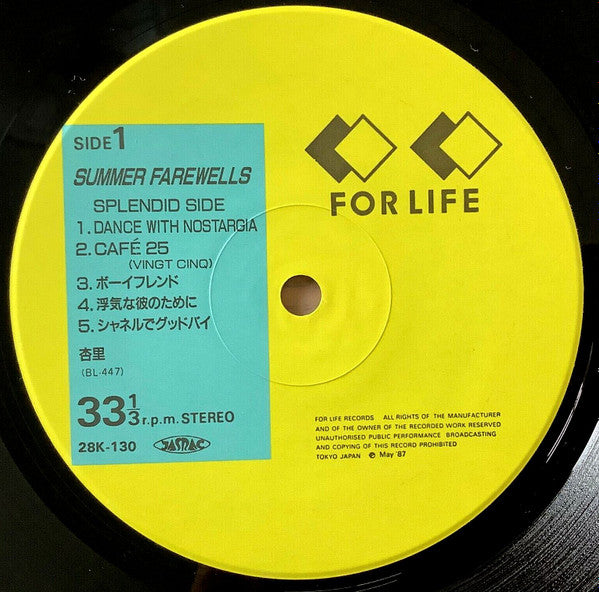 SIDE 1
SUMMER FAREWELLS
SPLENDID SIDE
1. DANCE WITH NOSTARGIA
2. CAFÉ 25
(VINGT CINQ)
3. ボーイフレンド
4. 浮気な彼のために
5. シャネルでグッドバイ
杏里
(BL-447)
33 1/3 r.p.m. STEREO
28K-130 JASRAC
FOR LIFE
FOR LIFE RECORDS ALL RIGHTS OF THE MANUFACTURER
AND OF THE OWNER OF THE RECORDED WORK RESERVED
UNAUTHORISED PUBLIC PERFORMANCE BROADCASTING
AND COPYING OF THIS RECORD PROHIBITED
TOKYO JAPAN ℗ May '87